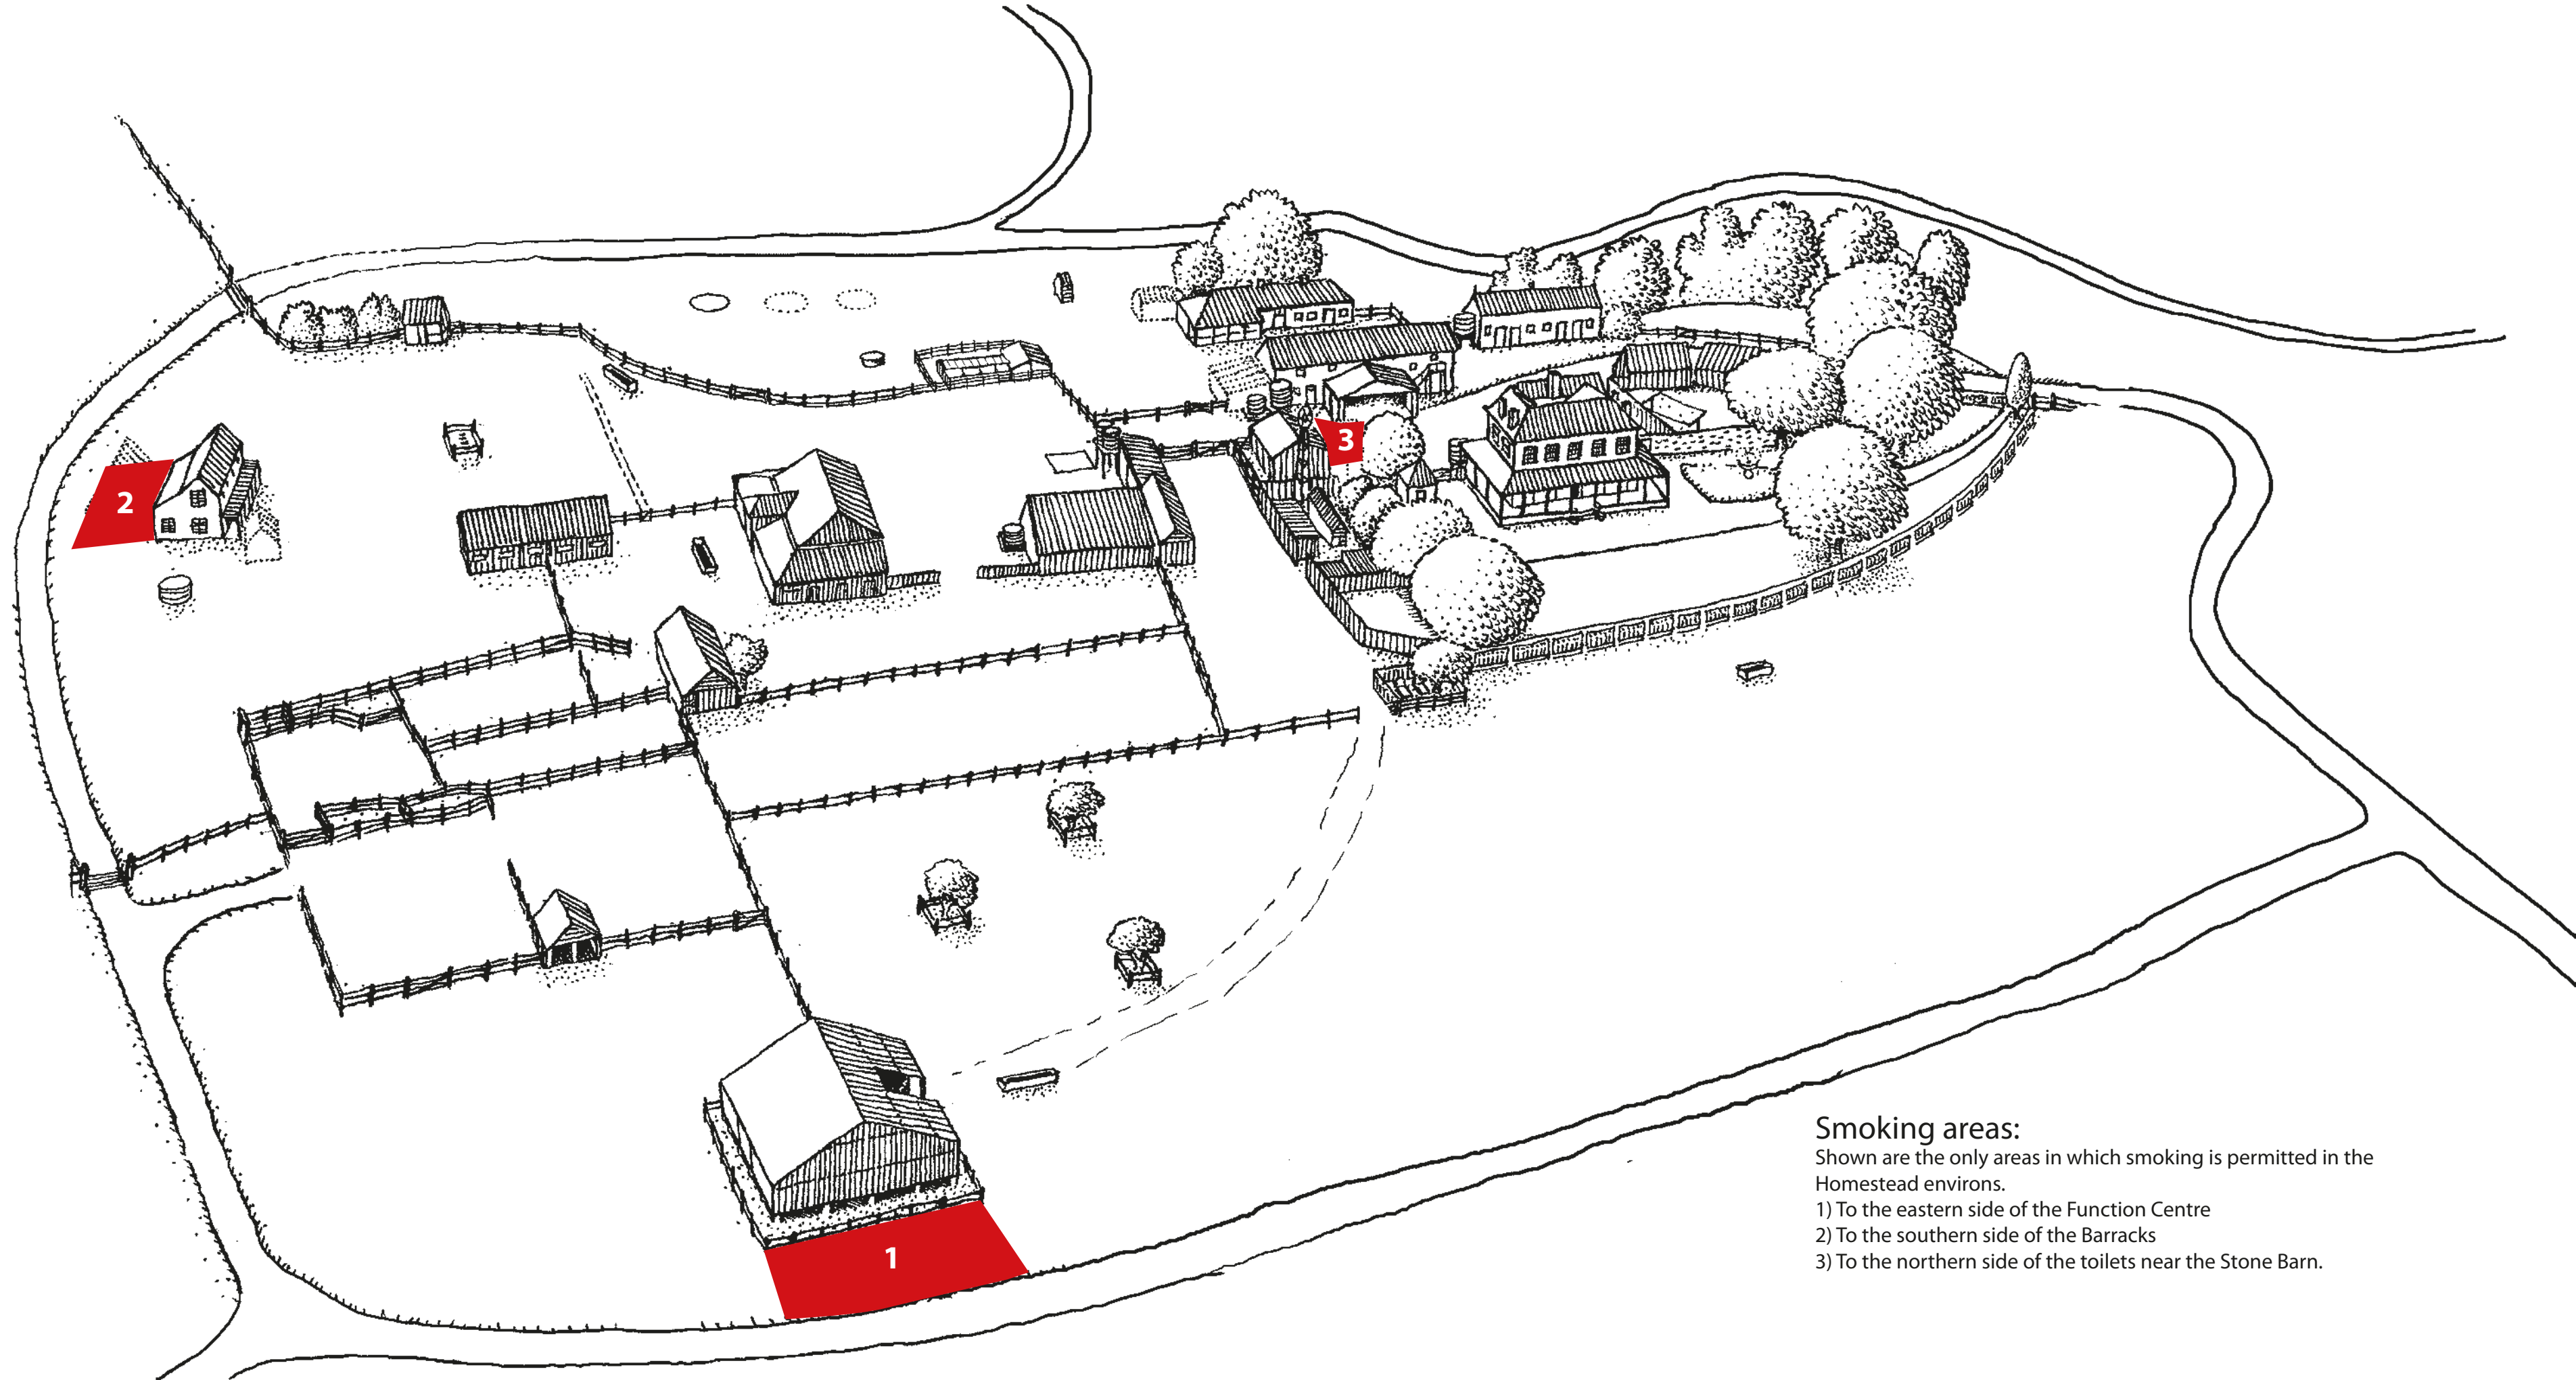 2
3
1
Smoking areas:
Shown are the only areas in which smoking is permitted in the
Homestead environs.
1) To the eastern side of the Function Centre
2) To the southern side of the Barracks
3) To the northern side of the toilets near the Stone Barn.